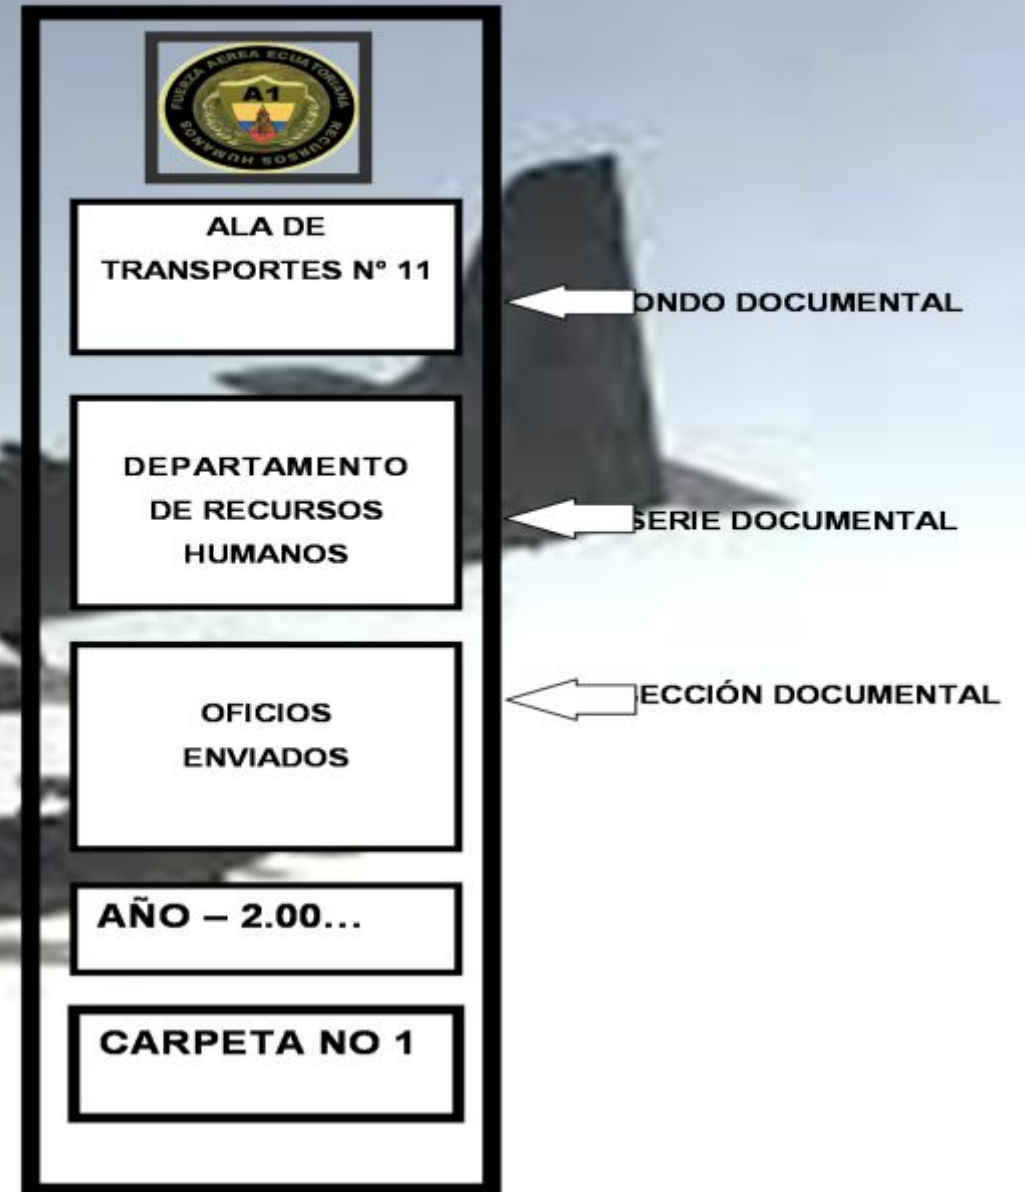 FUERZA AEREA ECUATORIANA
A1
RECURSOS HUMANOS
ALA DE
TRANSPORTES N° 11
ONDO DOCUMENTAL
DEPARTAMENTO
DE RECURSOS
HUMANOS
SERIE DOCUMENTAL
OFICIOS
ENVIADOS
ECCIÓN DOCUMENTAL
AÑO – 2.00...
CARPETA NO 1